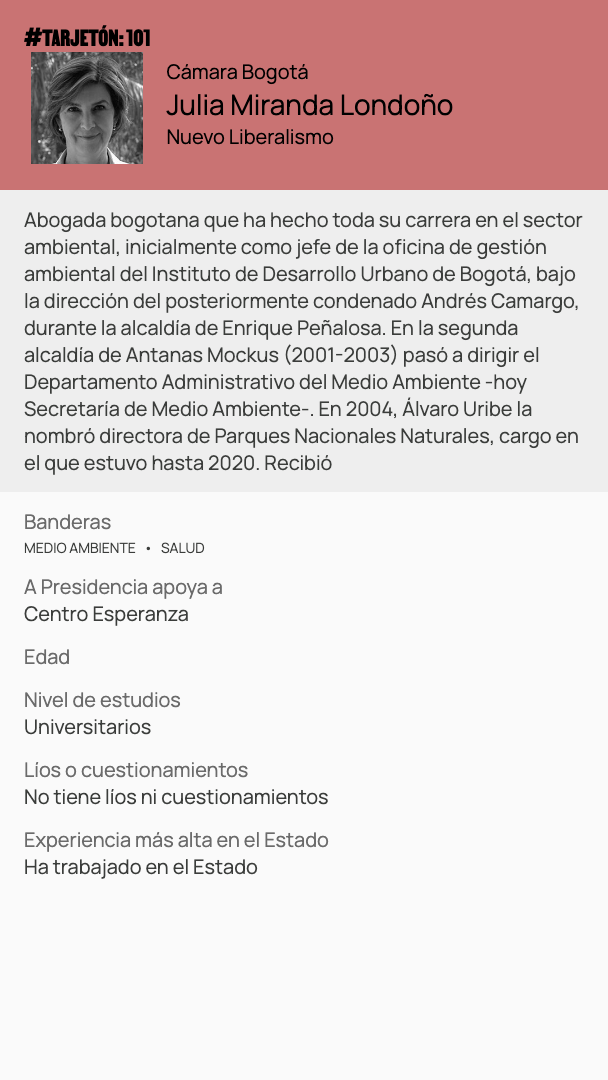 #TARJETÓN: 101
Cámara Bogotá
Julia Miranda Londoño
Nuevo Liberalismo
Abogada bogotana que ha hecho toda su carrera en el sector
ambiental, inicialmente como jefe de la oficina de gestión
ambiental del Instituto de Desarrollo Urbano de Bogotá, bajo
la dirección del posteriormente condenado Andrés Camargo,
durante la alcaldía de Enrique Peñalosa. En la segunda
alcaldía de Antanas Mockus (2001-2003) pasó a dirigir el
Departamento Administrativo del Medio Ambiente -hoy
Secretaría de Medio Ambiente-. En 2004, Álvaro Uribe la
nombró directora de Parques Nacionales Naturales, cargo en
el que estuvo hasta 2020. Recibió
Banderas
MEDIO AMBIENTE • SALUD
A Presidencia apoya a
Centro Esperanza
Edad
Nivel de estudios
Universitarios
Líos o cuestionamientos
No tiene líos ni cuestionamientos
Experiencia más alta en el Estado
Ha trabajado en el Estado